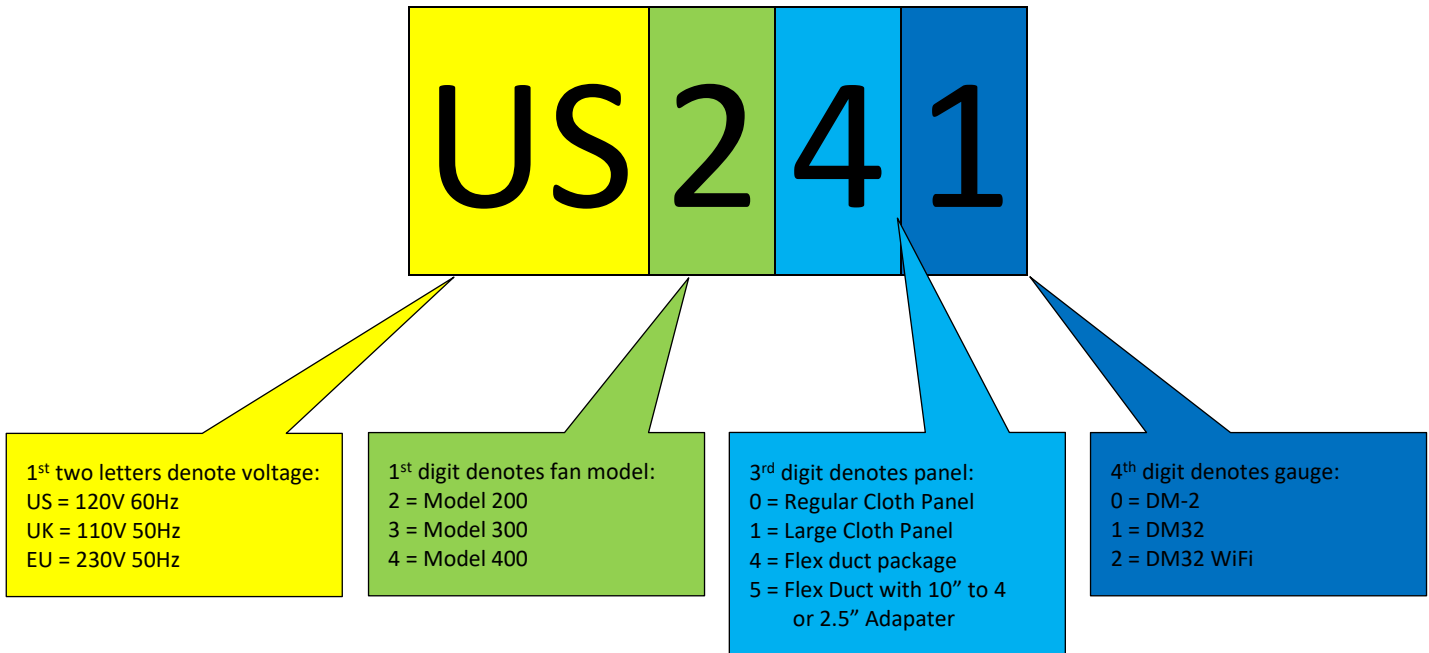 US241
1st two letters denote voltage:
US = 120V 60Hz
UK = 110V 50Hz
EU = 230V 50Hz
1st digit denotes fan model:
2 = Model 200
3 = Model 300
4 = Model 400
3rd digit denotes panel:
0 = Regular Cloth Panel
1 = Large Cloth Panel
4 = Flex duct package
5 = Flex Duct with 10” to 4
or 2.5” Adapater
4th digit denotes gauge:
0 = DM-2
1 = DM32
2 = DM32 WiFi